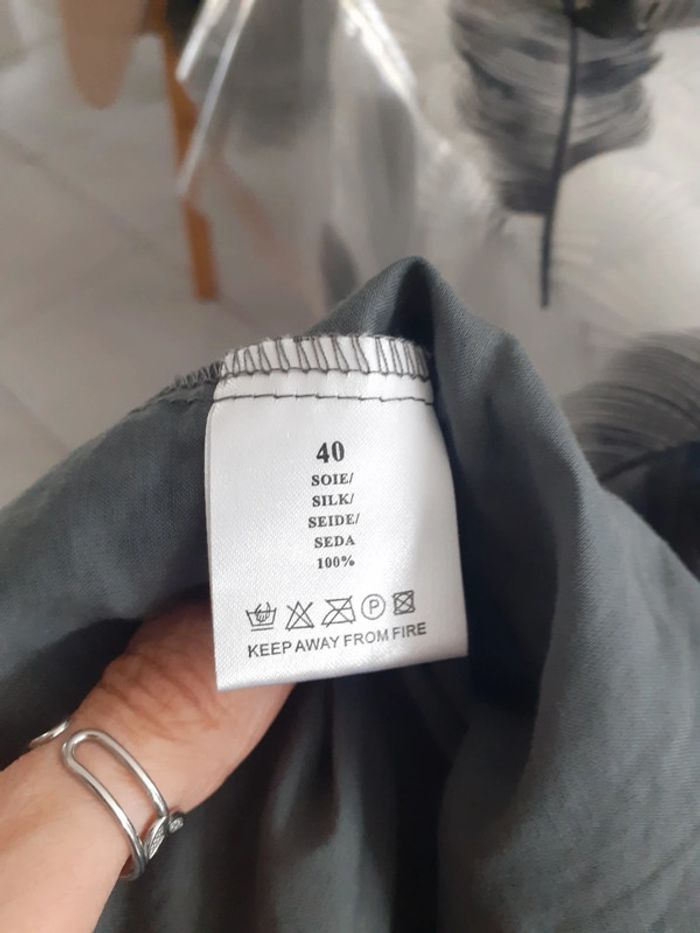 40
SOIE/
SILK/
SEIDE/
SEDA
100%
P
KEEP AWAY FROM FIRE